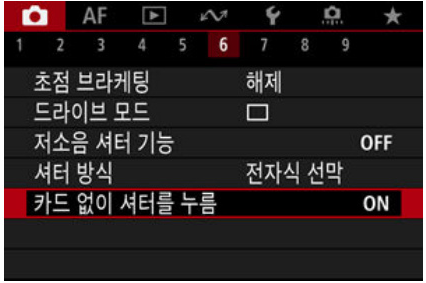 AF
1 2 3 4 5 6 7 8 9
초점 브라케팅 해제
드라이브 모드
저소음 셔터 기능 OFF
셔터 방식 전자식 선막
카드 없이 셔터를 누름 ON